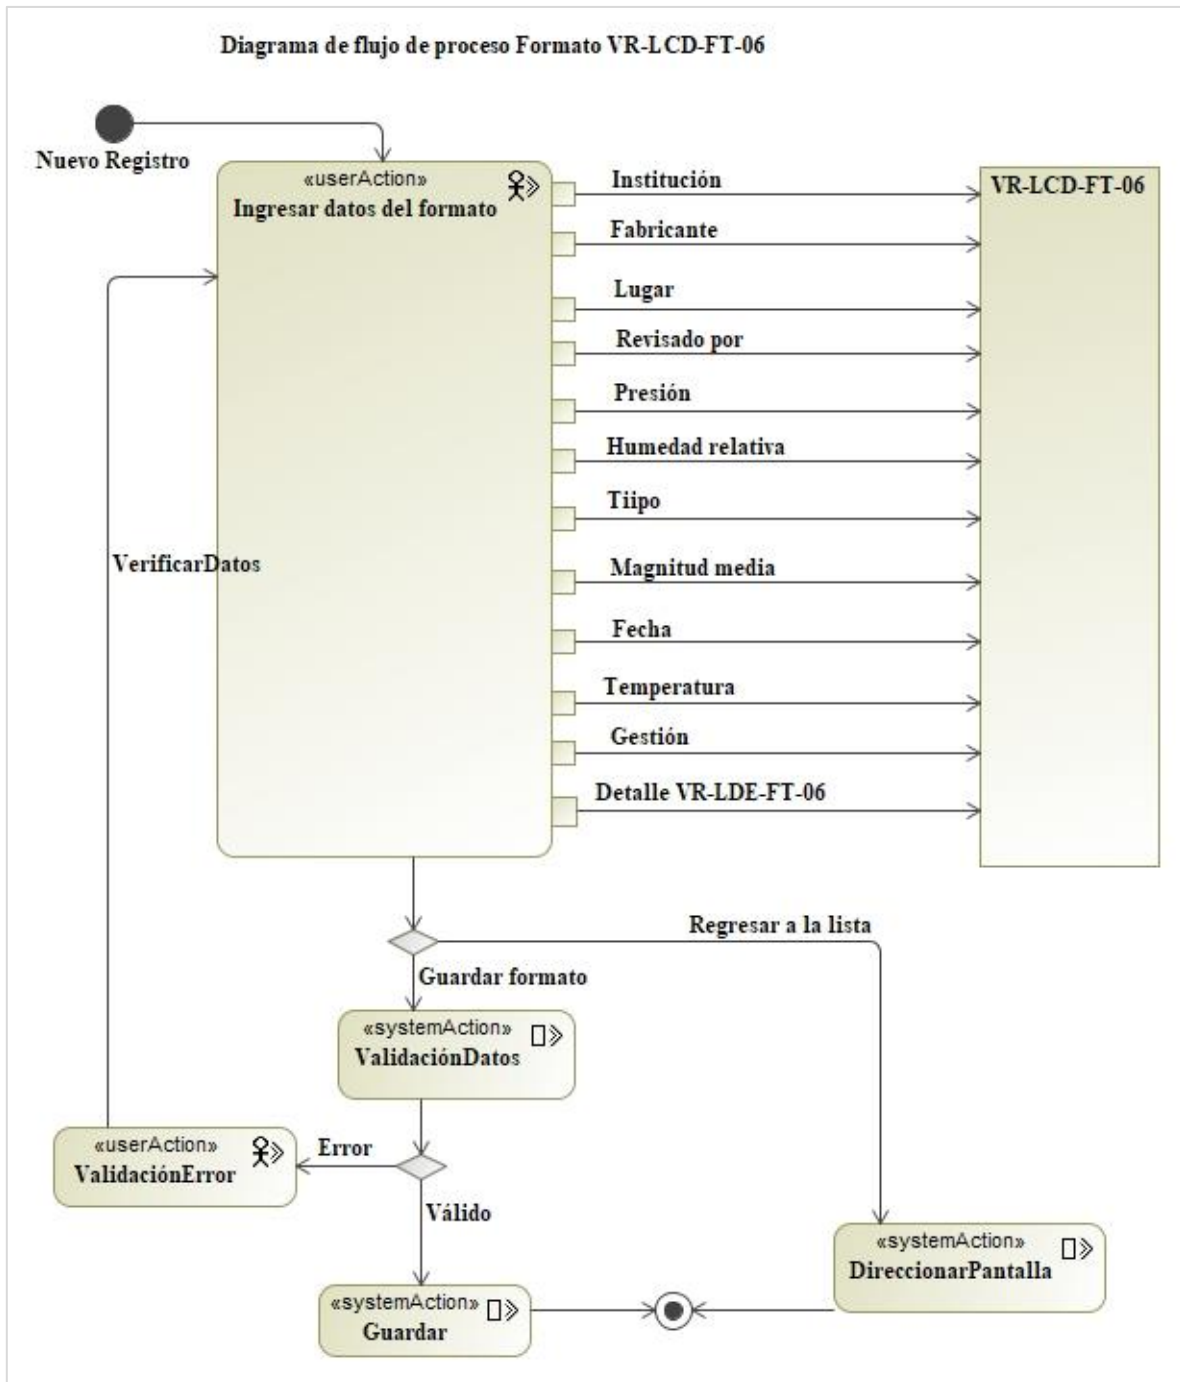 Diagrama de flujo de proceso Formato VR-LCD-FT-06
Nuevo Registro
«userAction»
Ingresar datos del formato
Institución
Fabricante
Lugar
Revisado por
Presión
Humedad relativa
Tiipo
Magnitud media
Fecha
Temperatura
Gestión
Detalle VR-LDE-FT-06
VR-LCD-FT-06
VerificarDatos
Regresar a la lista
Guardar formato
«systemAction»
ValidaciónDatos
«userAction»
ValidaciónError
Error
Válido
«systemAction»
DireccionarPantalla
«systemAction»
Guardar